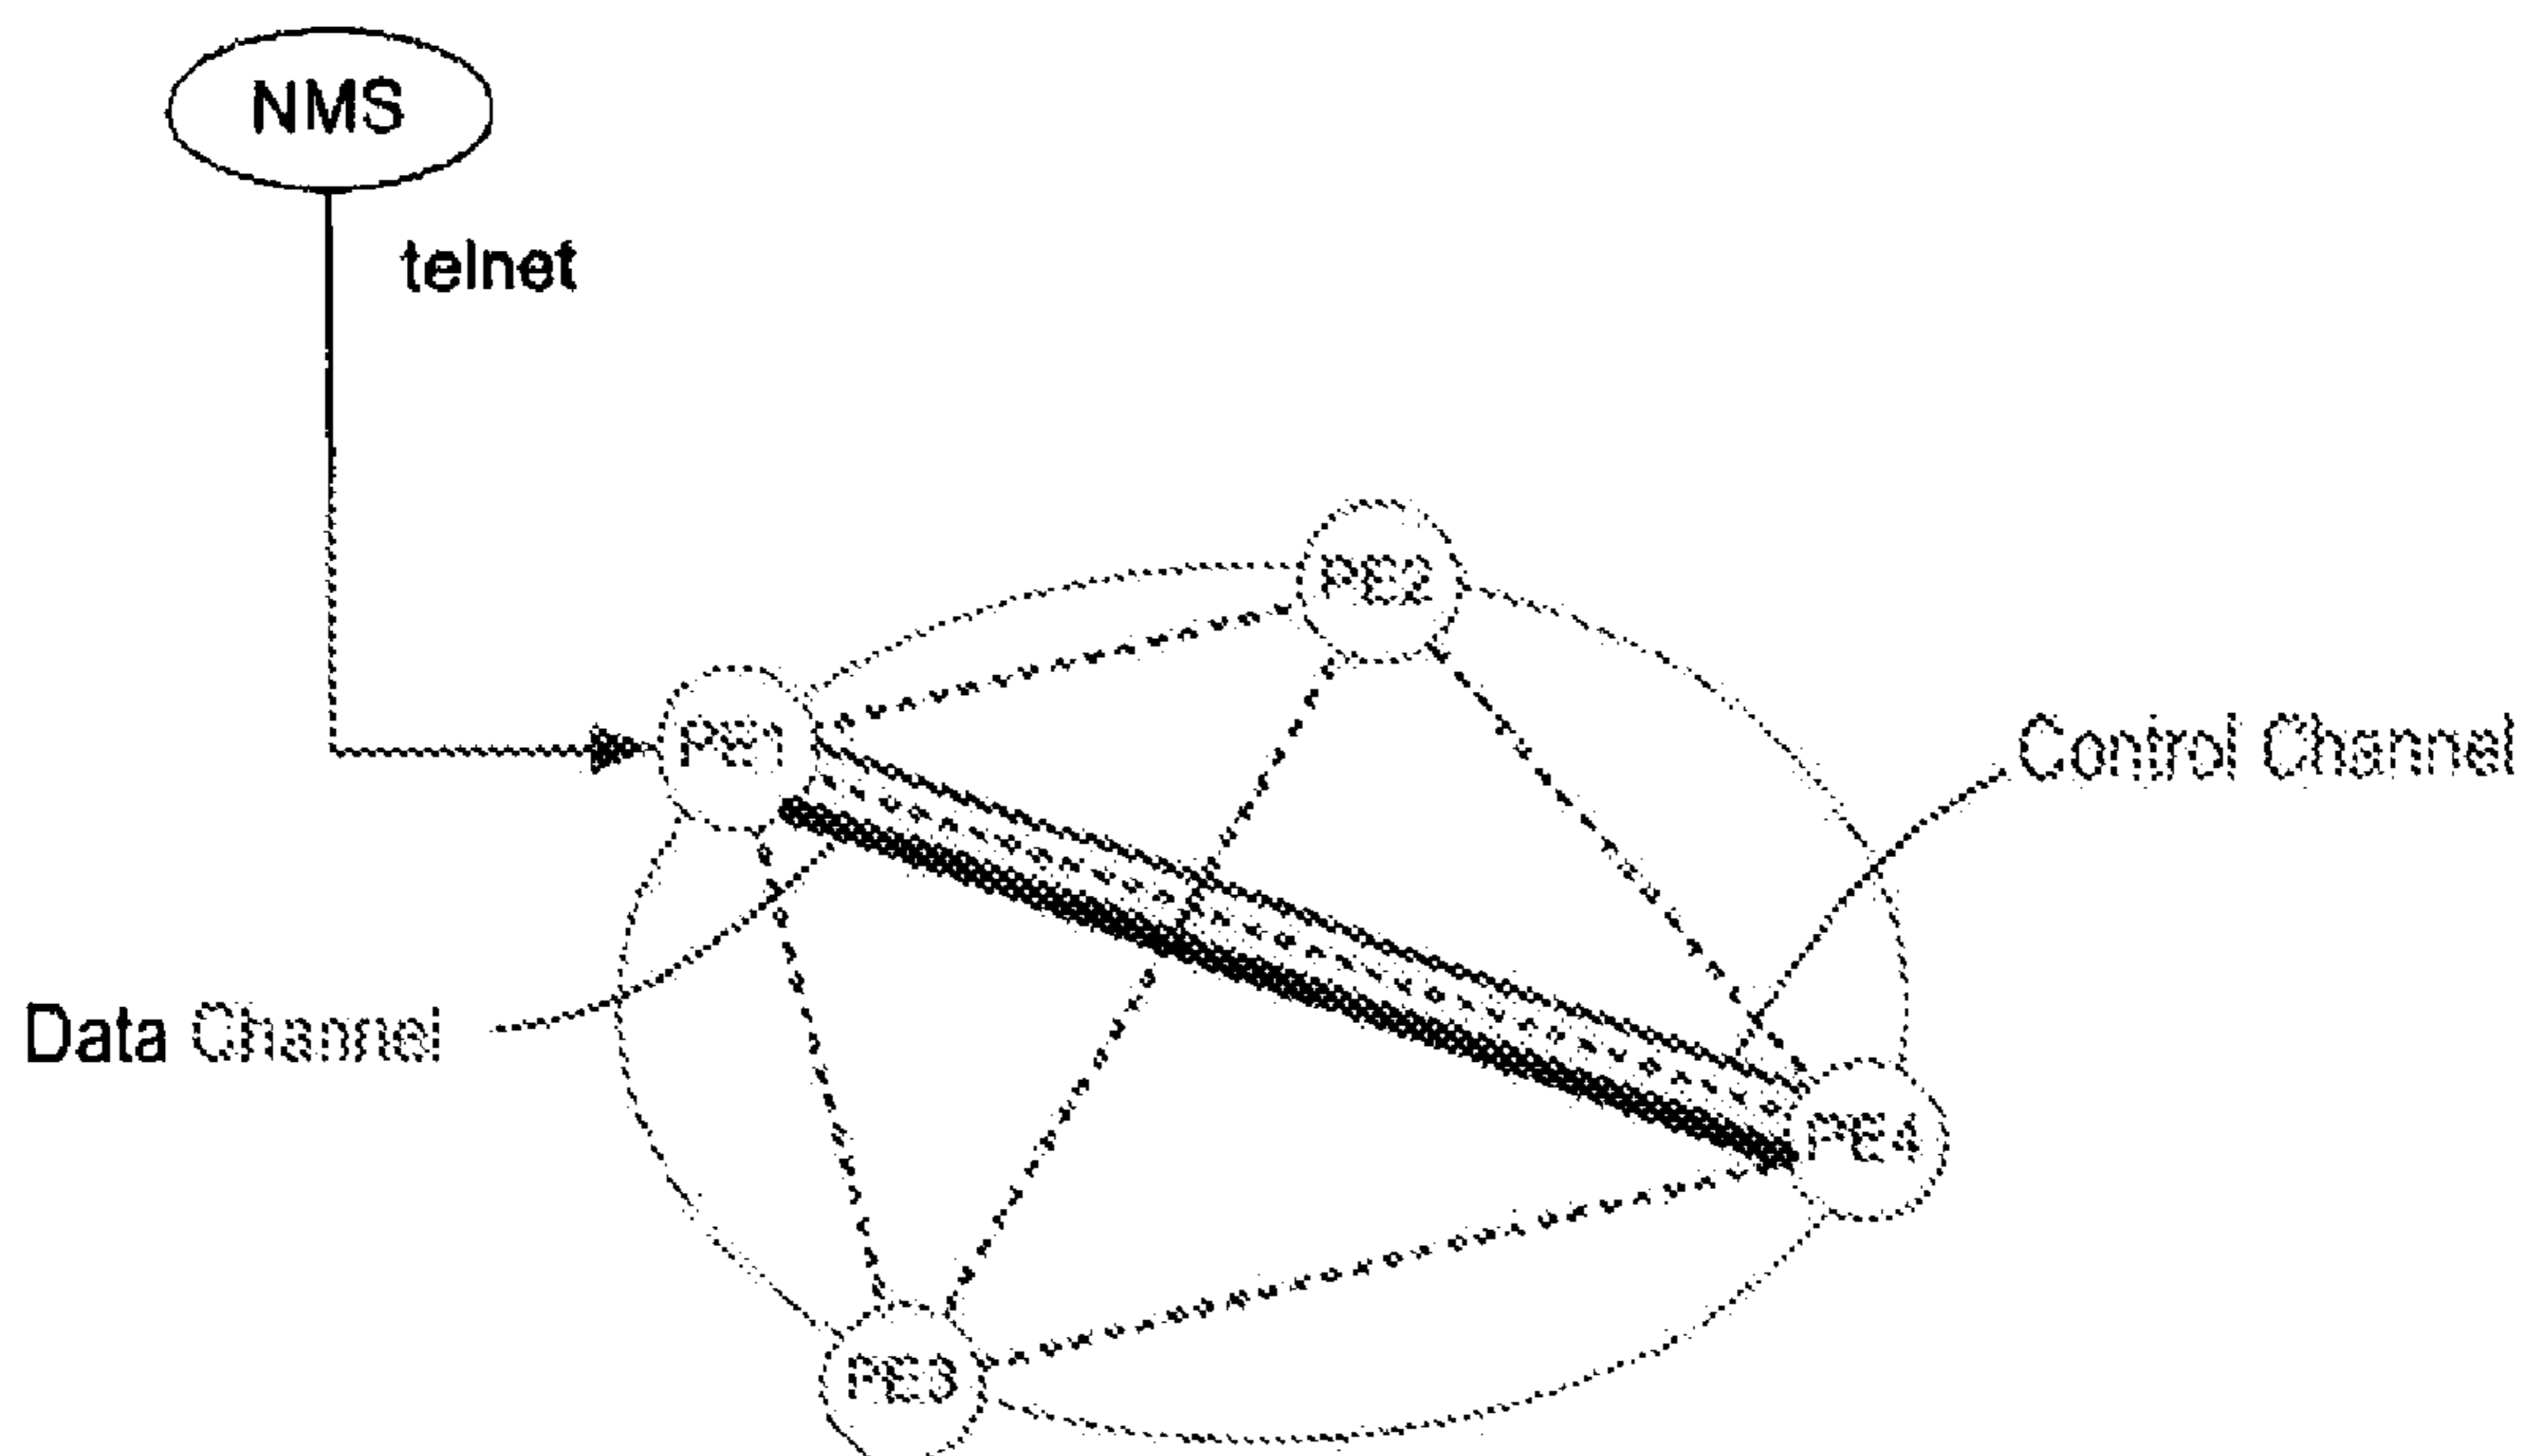 NMS
telnet
PE2
PE1
Control Channel
Data Channel
PE4
PE3